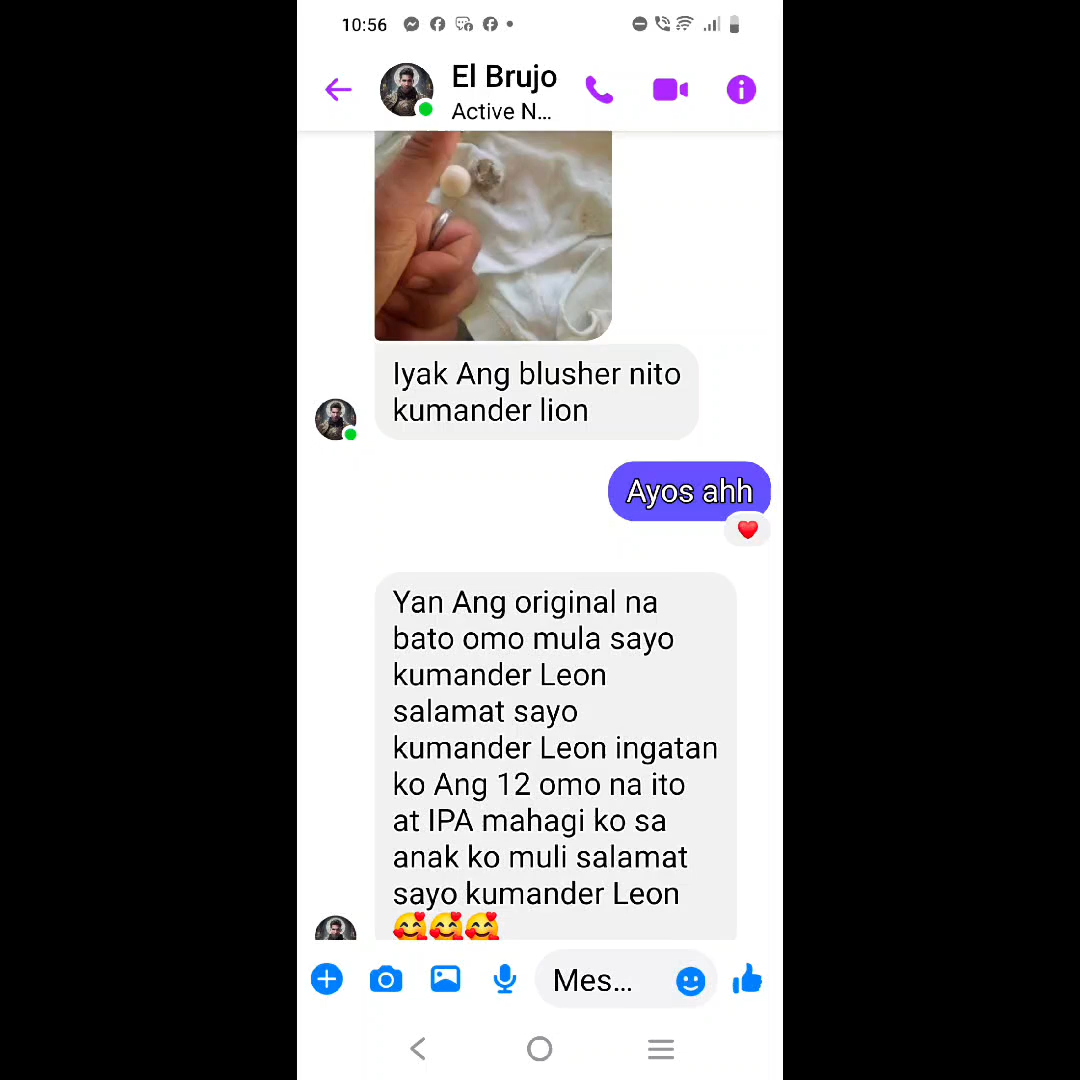 10:56
El Brujo
Active N...
Iyak Ang blusher nito
kumander lion
Ayos ahh
Yan Ang original na
bato omo mula sayo
kumander Leon
salamat sayo
kumander Leon ingatan
ko Ang 12 omo na ito
at IPA mahagi ko sa
anak ko muli salamat
sayo kumander Leon
🥰🥰🥰
Mes...